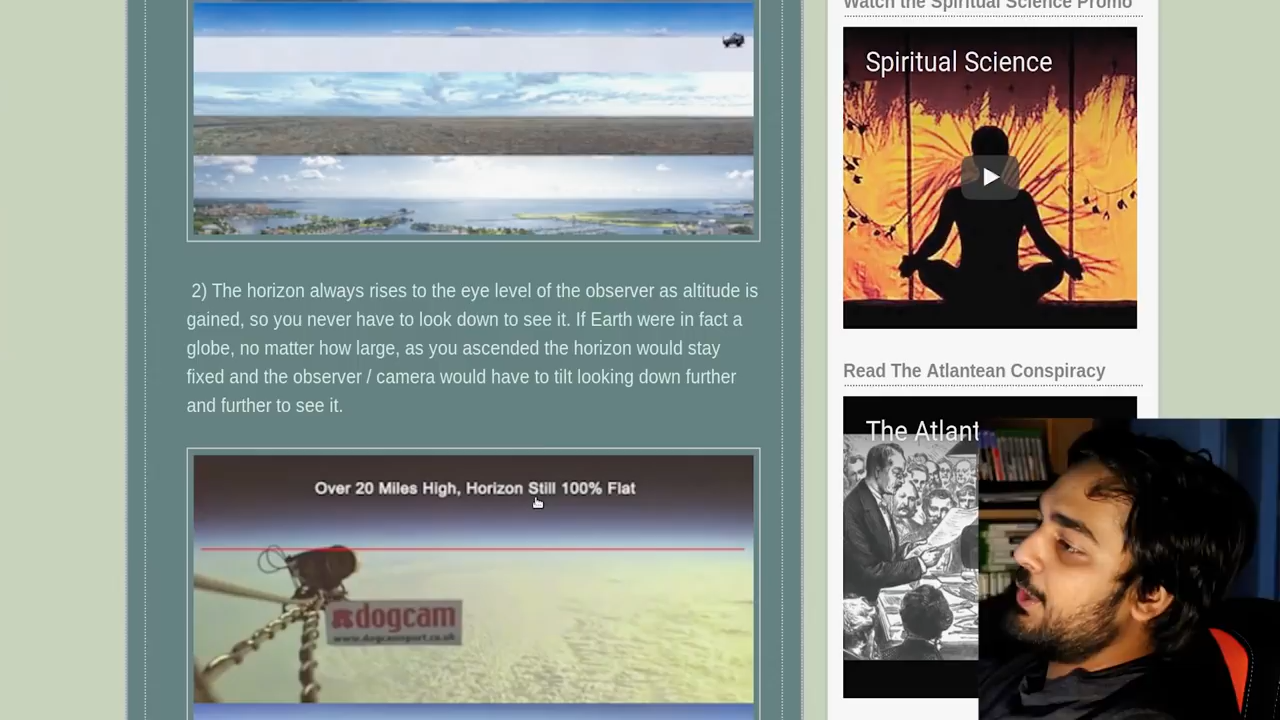 Watch the Spiritual Science Promo
Spiritual Science
2) The horizon always rises to the eye level of the observer as altitude is
gained, so you never have to look down to see it. If Earth were in fact a
globe, no matter how large, as you ascended the horizon would stay
fixed and the observer / camera would have to tilt looking down further
and further to see it.
Read The Atlantean Conspiracy
The Atlant
Over 20 Miles High, Horizon Still 100% Flat
dogcam
www.dogcamsport.co.uk